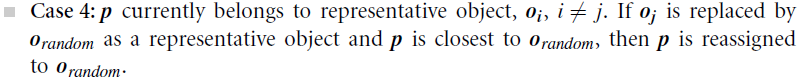 ■ Case 4: p currently belongs to representative object, oi, i ≠ j. If oj is replaced by
orandom as a representative object and p is closest to orandom, then p is reassigned
to orandom.